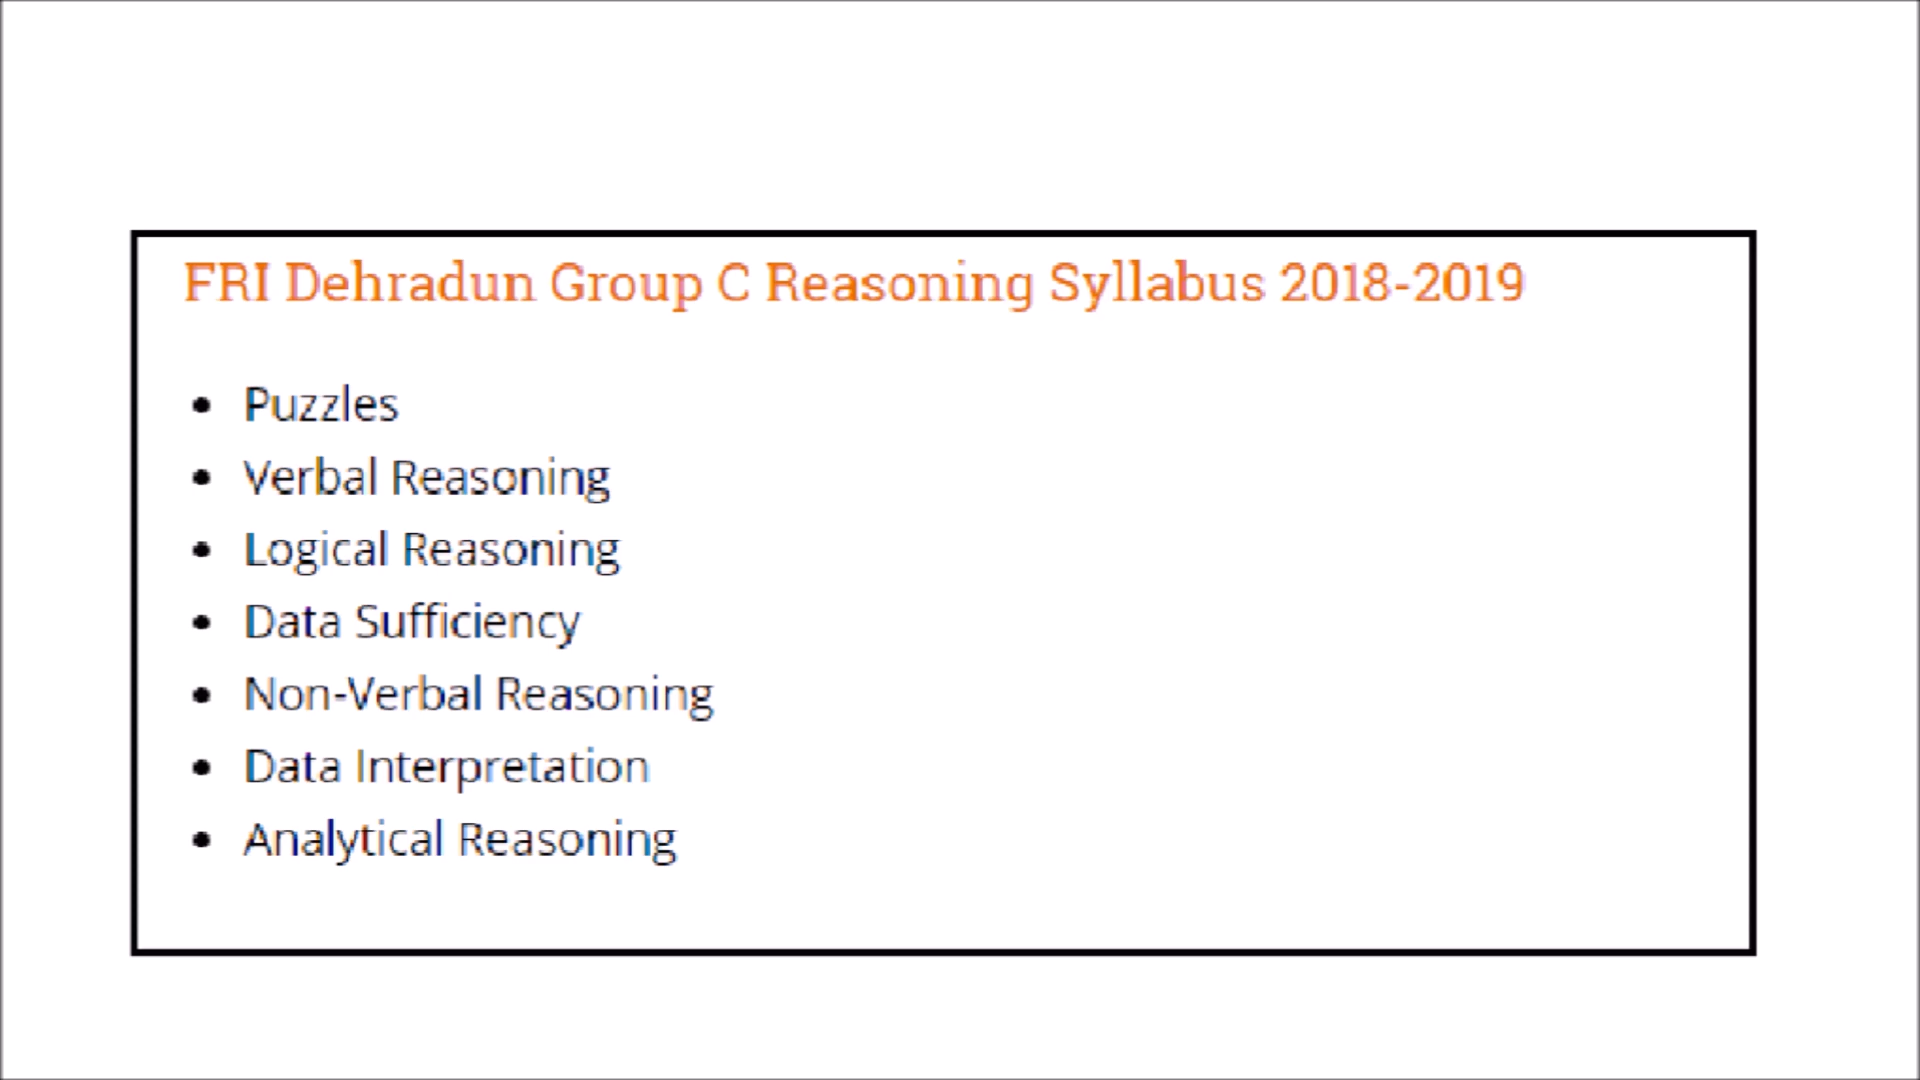 FRI Dehradun Group C Reasoning Syllabus 2018-2019
• Puzzles
• Verbal Reasoning
• Logical Reasoning
• Data Sufficiency
• Non-Verbal Reasoning
• Data Interpretation
• Analytical Reasoning